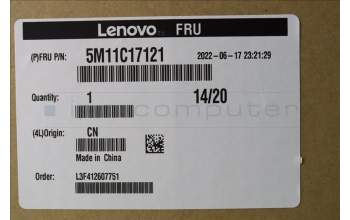 Lenovo FRU
(P)FRU P/N: 5M11C17121 2022-06-17 23:21:29
Quantity: 1 14/20
computer
(4L)Origin: CN
Made in China
Order: L3F412607751